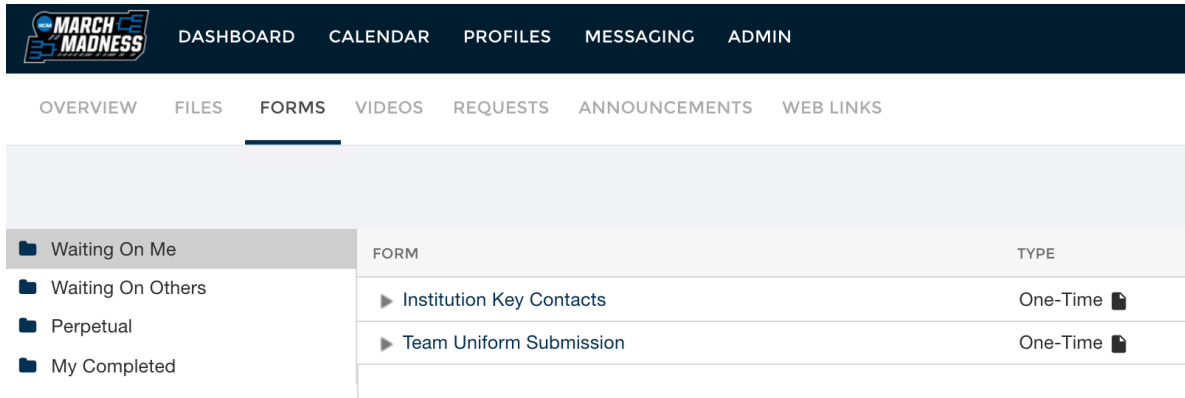 NCAA MARCH MADNESS
DASHBOARD CALENDAR PROFILES MESSAGING ADMIN
OVERVIEW FILES FORMS VIDEOS REQUESTS ANNOUNCEMENTS WEB LINKS
Waiting On Me
Waiting On Others
Perpetual
My Completed
FORM TYPE
Institution Key Contacts One-Time
Team Uniform Submission One-Time